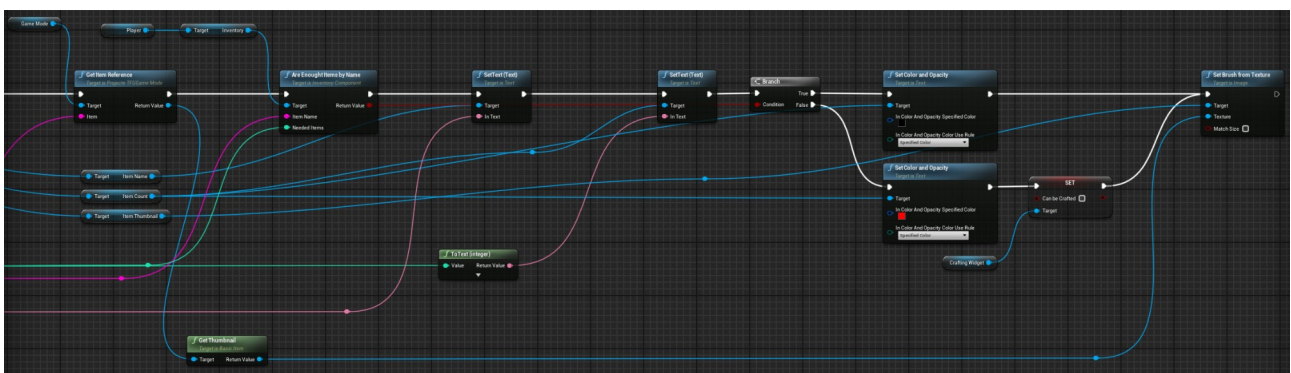 Game Mode
Player
Target Inventory
Get Item Reference
Target Return Value
Item
Are Enought Items by Name
Target is Inventory Component
Target Return Value
Item Name
Needed Items
SetText (Text)
Target is Text
Target
In Text
SetText (Text)
Target is Text
Target
In Text
Branch
True
Condition False
Set Color and Opacity
Target is Text
Target
In Color And Opacity Specified Color
In Color And Opacity Color Use Rule
Specified Color
Set Brush from Texture
Target is Image
Target
Texture
Match Size
Target Item Name
Target Item Count
Target Item Thumbnail
Set Color and Opacity
Target is Text
Target
In Color And Opacity Specified Color
In Color And Opacity Color Use Rule
Specified Color
SET
Can be Crafted
Target
Crafting Widget
ToText (integer)
Value Return Value
Get Thumbnail
Target is Basic Item
Target Return Value